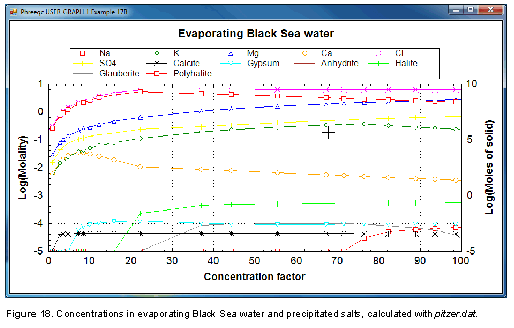 Phreeqc USER GRAPH 1 Example 17B
Evaporating Black Sea water
Na K Mg Ca Cl
SO4 Calcite Gypsum Anhydrite Halite
Glauberite Polyhalite
1 10
0
-1 5
-2
-3 0
-4
-5 -5
Log(Molality)
Log(Moles of solid)
0 10 20 30 40 50 60 70 80 90 100
Concentration factor
Figure 18. Concentrations in evaporating Black Sea water and precipitated salts, calculated with pitzer.dat.